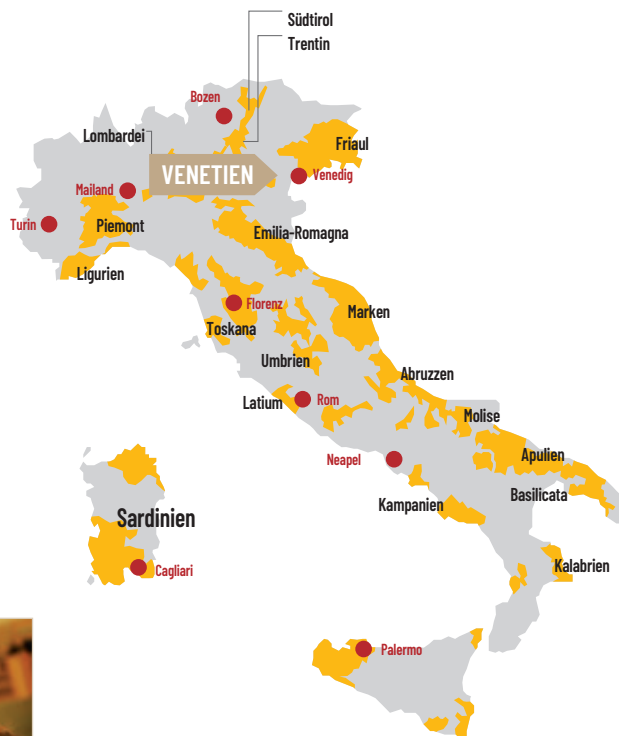 Südtirol
Trentin
Bozen
Lombardei
Friaul
VENETIEN
Venedig
Mailand
Turin
Piemont
Emilia-Romagna
Ligurien
Florenz
Marken
Toskana
Umbrien
Abruzzen
Latium
Rom
Molise
Neapel
Apulien
Basilicata
Kampanien
Sardinien
Kalabrien
Cagliari
Palermo